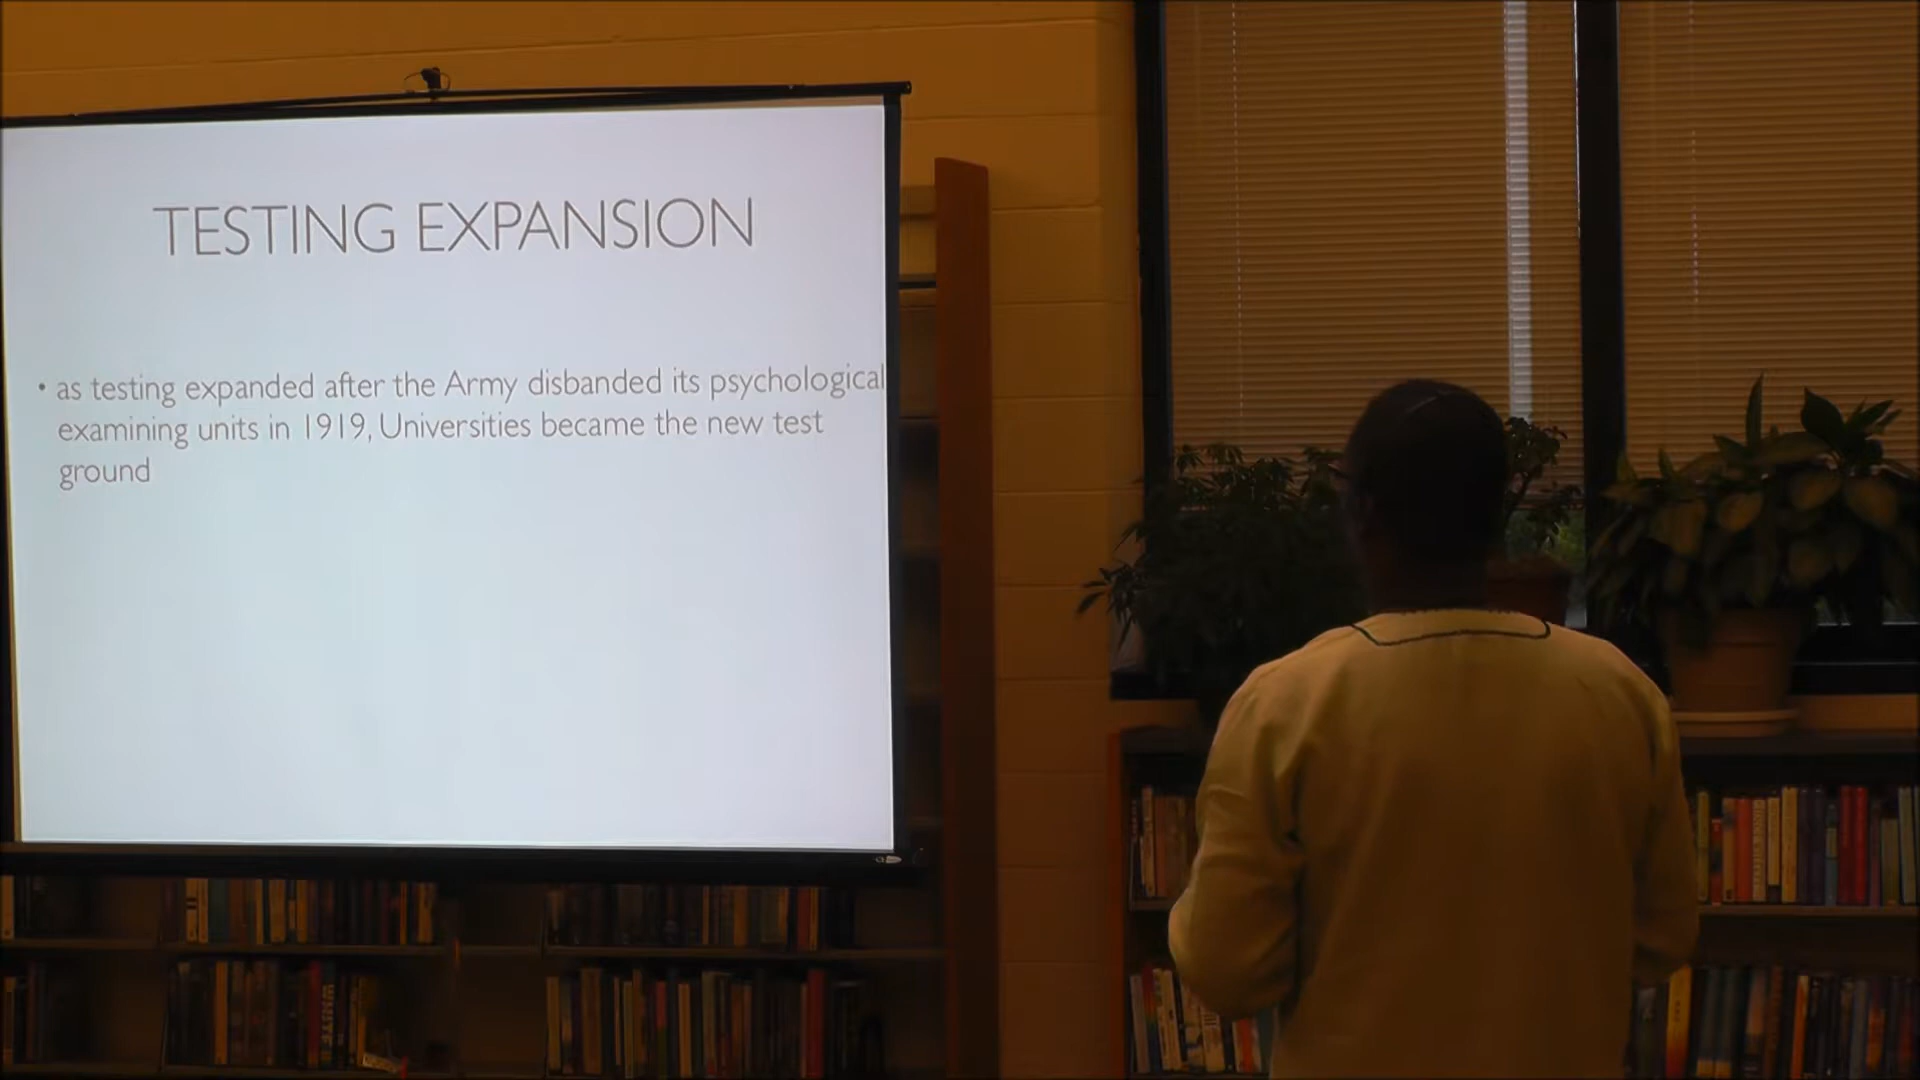 TESTING EXPANSION
• as testing expanded after the Army disbanded its psychological
examining units in 1919, Universities became the new test
ground